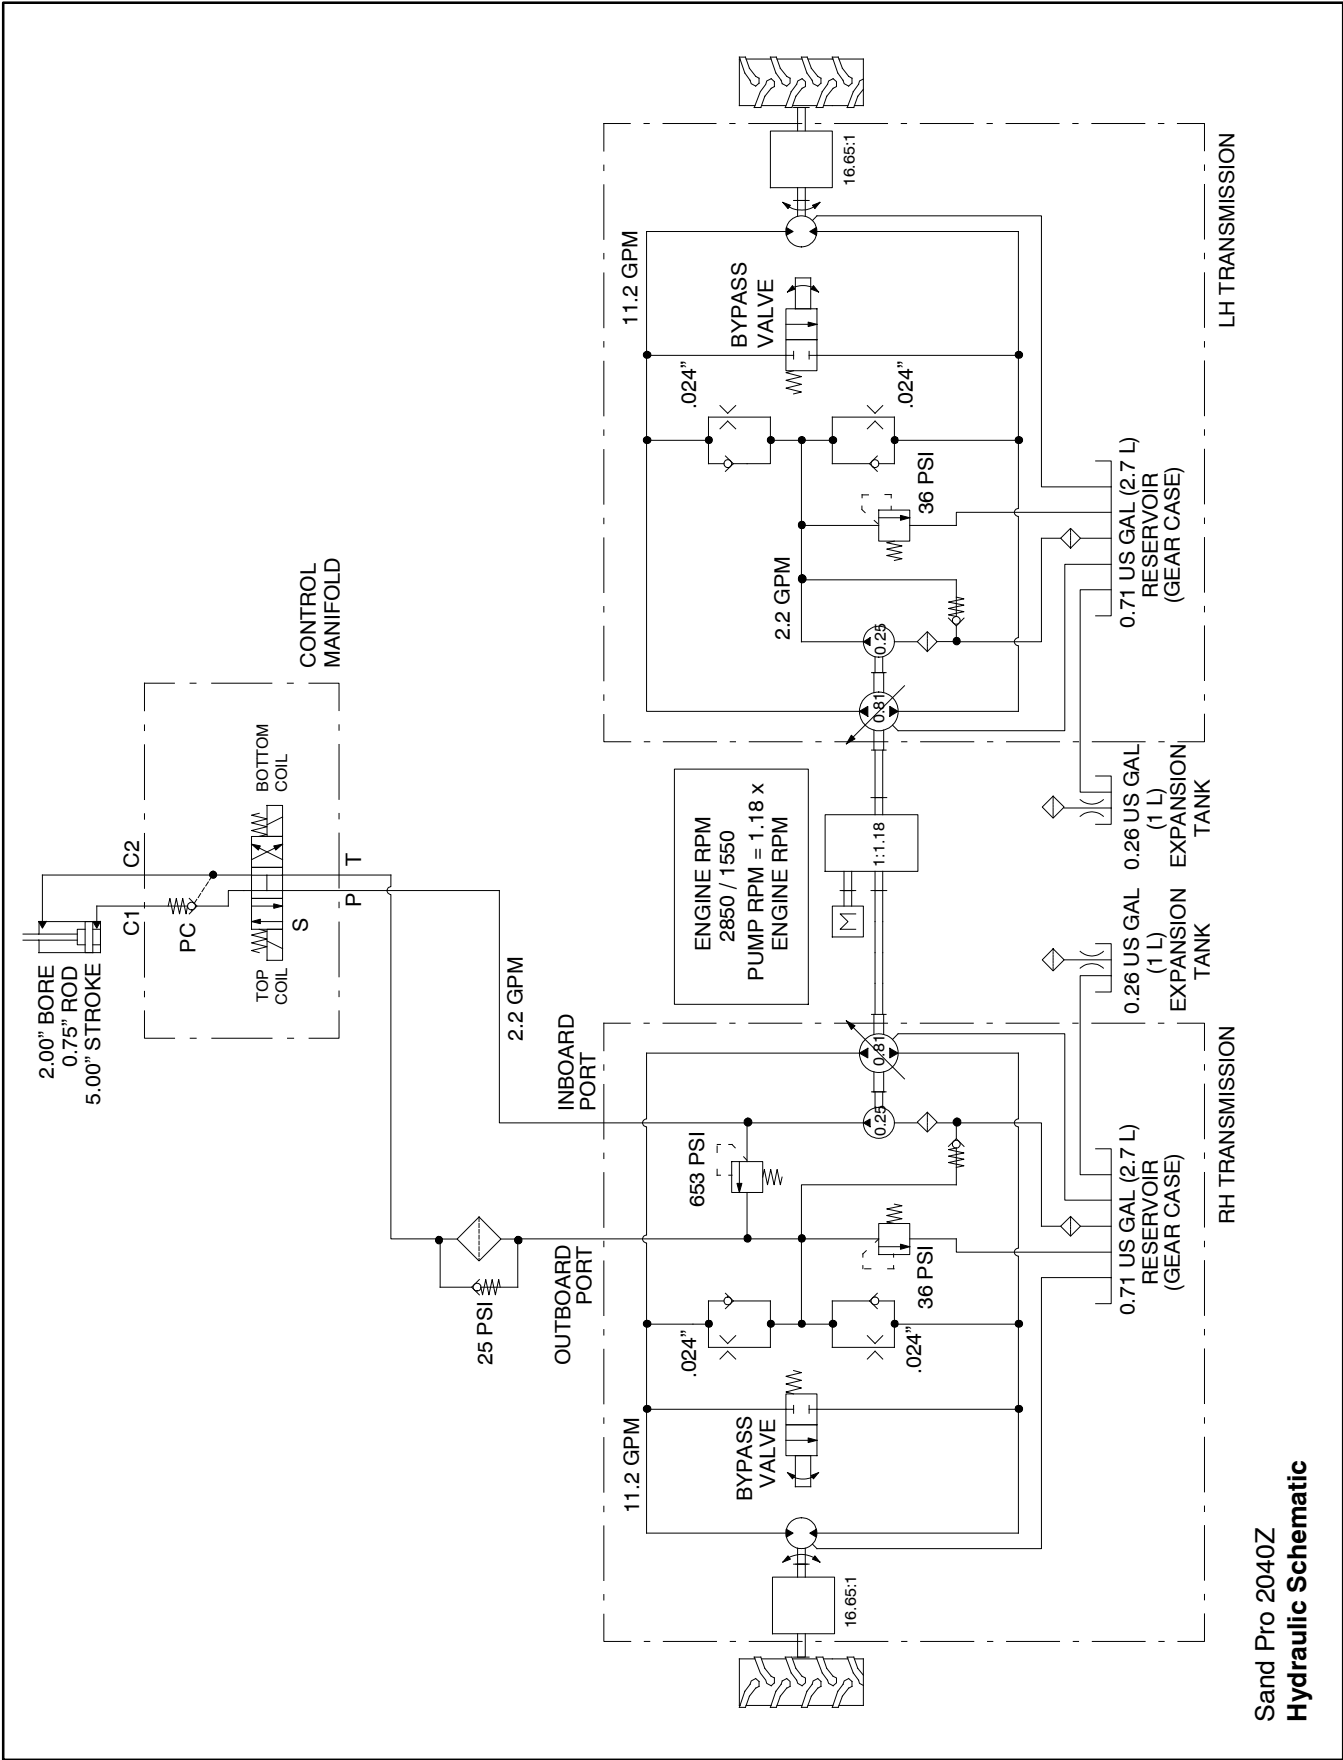 2.00” BORE
0.75” ROD
5.00” STROKE
C1
C2
PC
S
TOP
COIL
BOTTOM
COIL
P
T
CONTROL
MANIFOLD
2.2 GPM
25 PSI
OUTBOARD
PORT
INBOARD
PORT
11.2 GPM
BYPASS
VALVE
.024”
.024”
653 PSI
36 PSI
0.25
0.81
16.65:1
0.71 US GAL (2.7 L)
RESERVOIR
(GEAR CASE)
RH TRANSMISSION
ENGINE RPM
2850 / 1550
PUMP RPM = 1.18 x
ENGINE RPM
M
1:1.18
0.26 US GAL
(1 L)
EXPANSION
TANK
0.26 US GAL
(1 L)
EXPANSION
TANK
11.2 GPM
BYPASS
VALVE
.024”
.024”
36 PSI
2.2 GPM
0.25
0.81
16.65:1
0.71 US GAL (2.7 L)
RESERVOIR
(GEAR CASE)
LH TRANSMISSION
Sand Pro 2040Z
Hydraulic Schematic